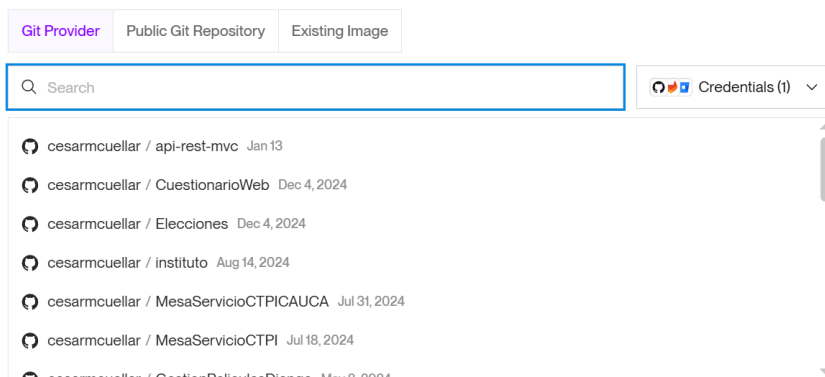 Git Provider Public Git Repository Existing Image
Search Credentials (1)
cesarmcuellar / api-rest-mvc Jan 13
cesarmcuellar / CuestionarioWeb Dec 4, 2024
cesarmcuellar / Elecciones Dec 4, 2024
cesarmcuellar / instituto Aug 14, 2024
cesarmcuellar / MesaServicioCTPICAUCA Jul 31, 2024
cesarmcuellar / MesaServicioCTPI Jul 18, 2024